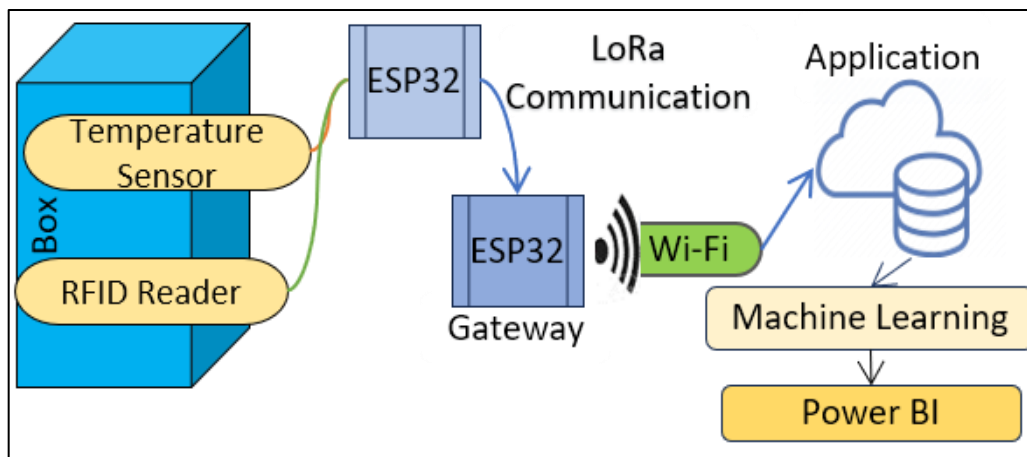 ESP32
LoRa
Communication
Application
Temperature
Sensor
Box
RFID Reader
ESP32
Gateway
Wi-Fi
Machine Learning
Power BI